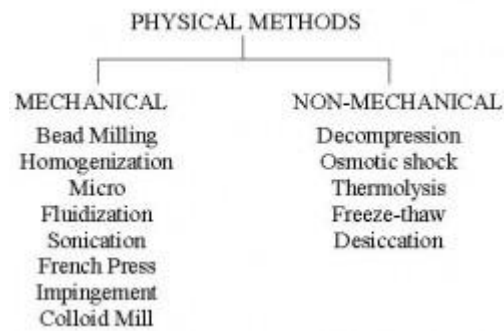 PHYSICAL METHODS
MECHANICAL
Bead Milling
Homogenization
Micro
Fluidization
Sonication
French Press
Impingement
Colloid Mill
NON-MECHANICAL
Decompression
Osmotic shock
Thermolysis
Freeze-thaw
Desiccation